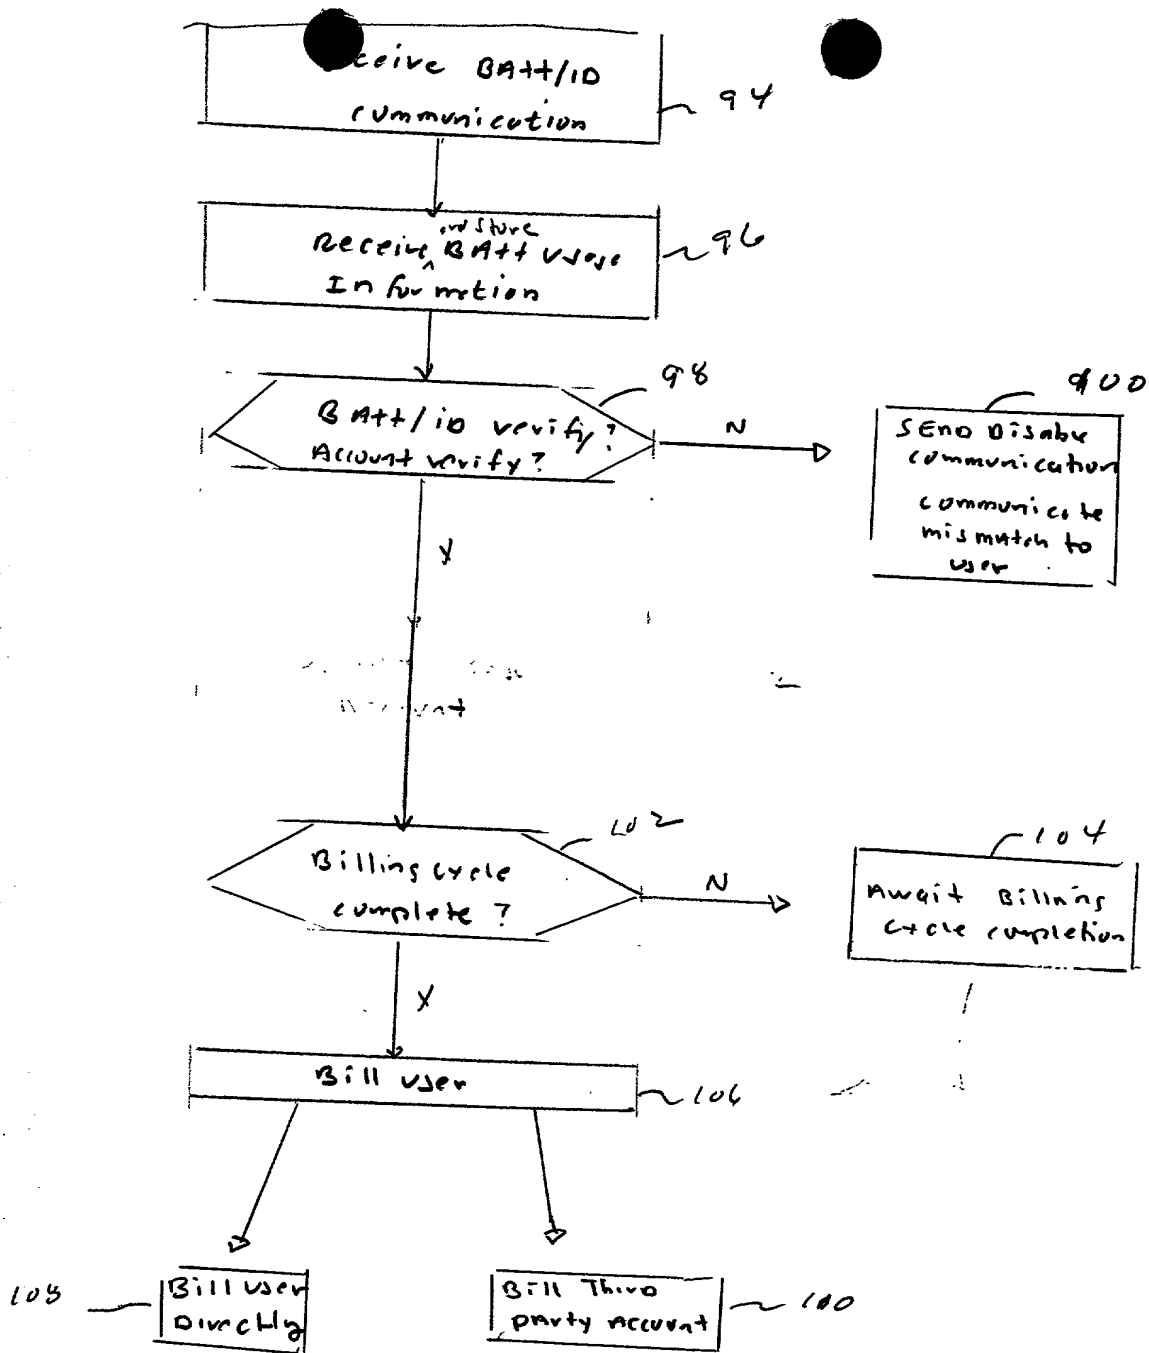 ceive BAtt/ID
communication
94
and Store
Receive ^ BAtt usage
Information
96
98
BAtt/iD verify?
Account verify?
N
100
SEnD Disable
communication
communicate
mismatch to
user
Y
102
Billing cycle
complete ?
N
104
Await Billing
cycle completion
Y
Bill user
106
108
Bill user
Directly
Bill Third
pArty Account